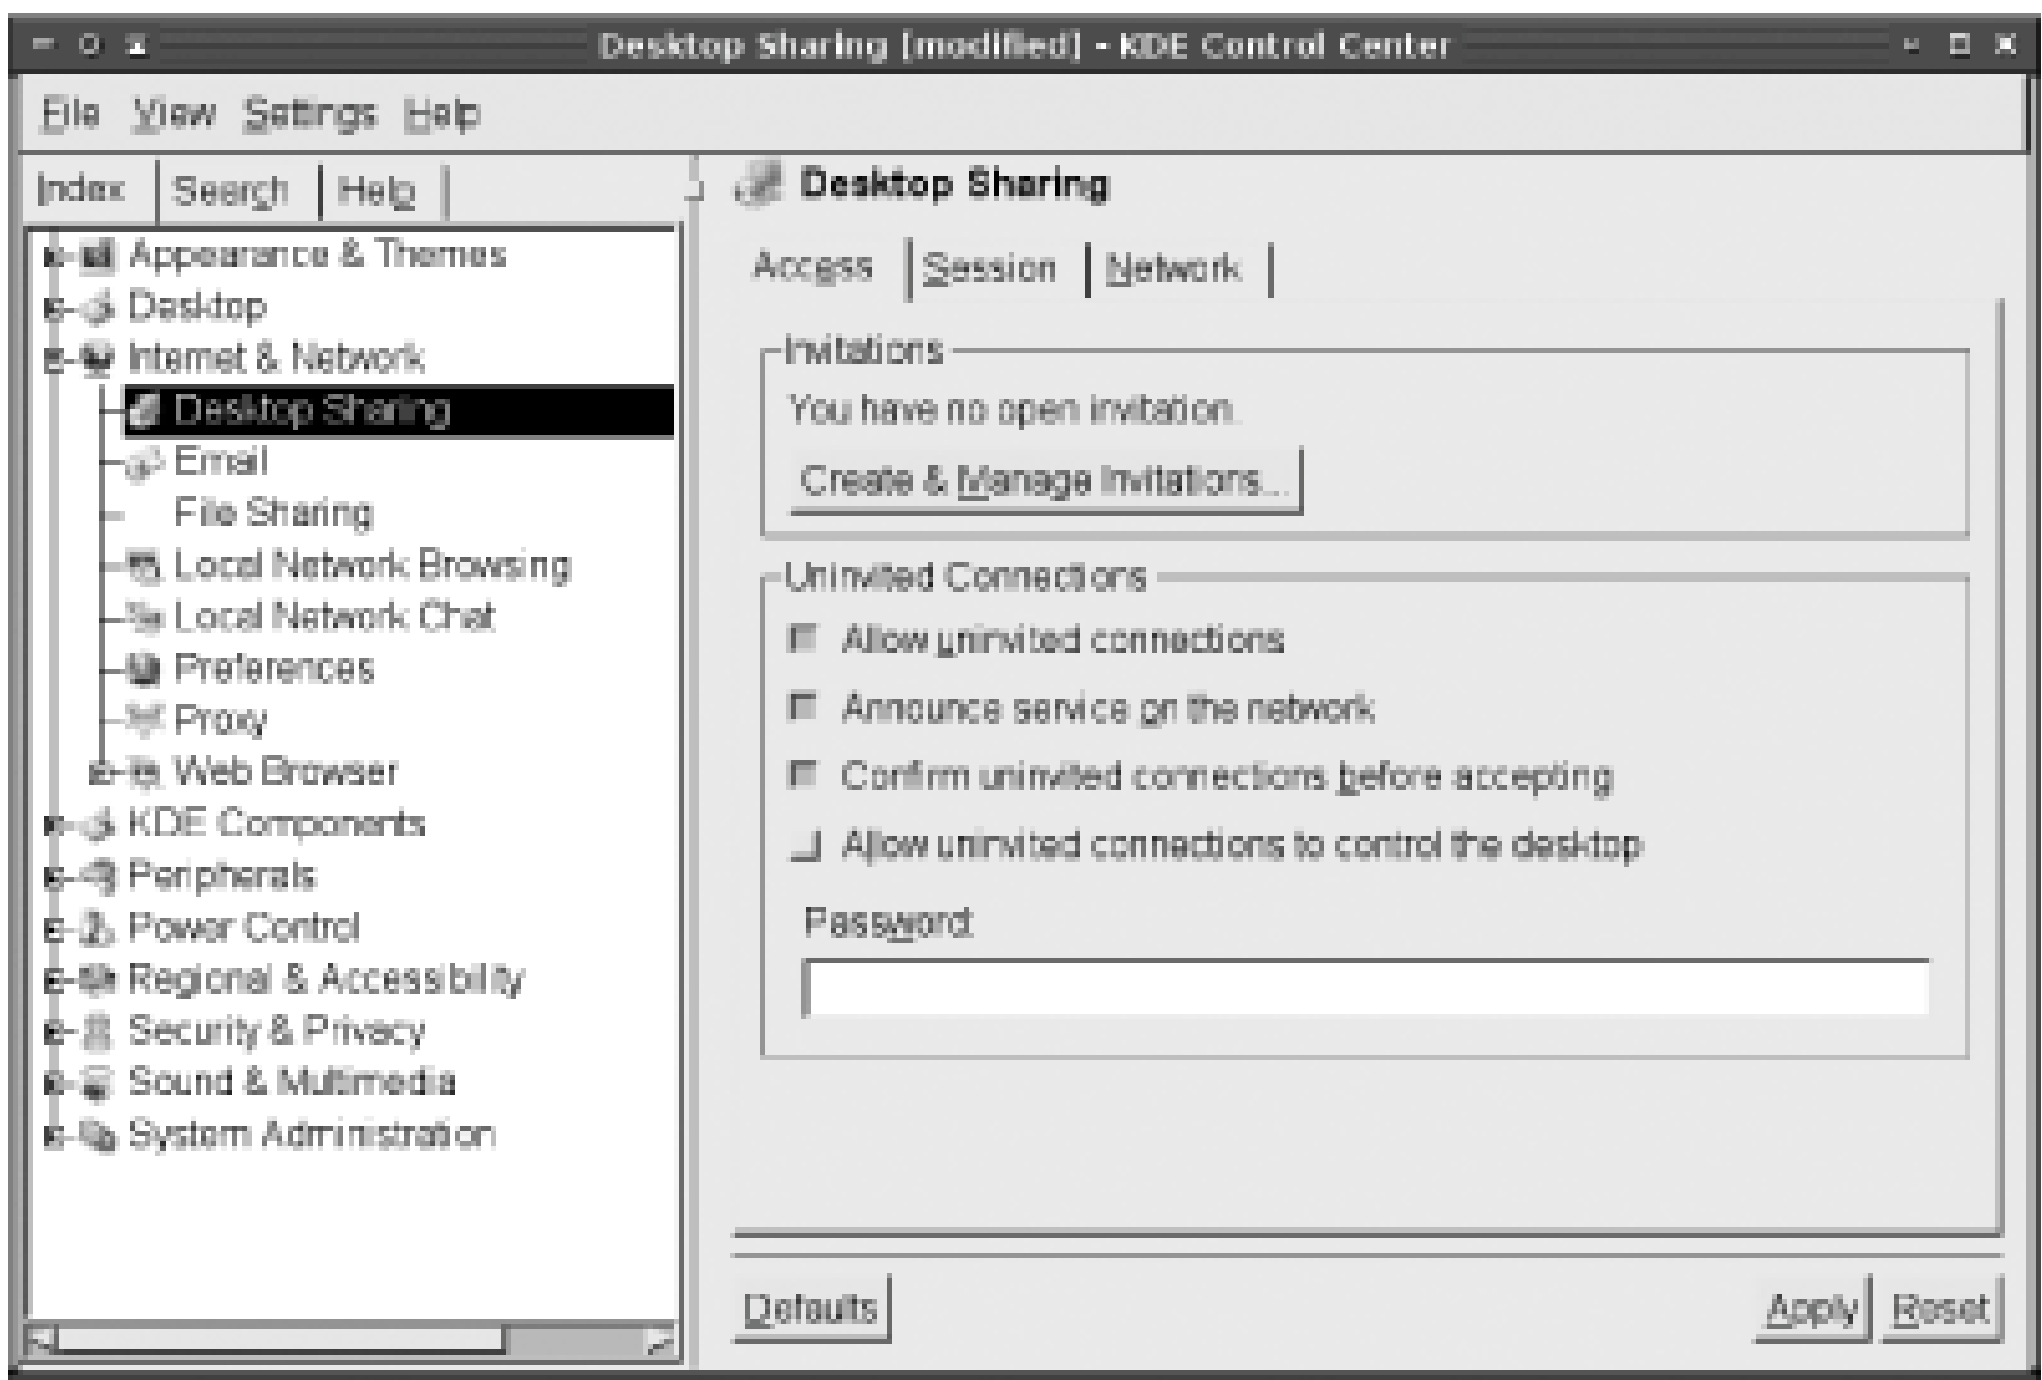 Desktop Sharing [modified] - KDE Control Center
File View Settings Help
Index Search Help
Appearance & Themes
Desktop
Internet & Network
Desktop Sharing
Email
File Sharing
Local Network Browsing
Local Network Chat
Preferences
Proxy
Web Browser
KDE Components
Peripherals
Power Control
Regional & Accessibility
Security & Privacy
Sound & Multimedia
System Administration
Desktop Sharing
Access Session Network
Invitations
You have no open invitation.
Create & Manage Invitations...
Uninvited Connections
Allow uninvited connections
Announce service on the network
Confirm uninvited connections before accepting
Allow uninvited connections to control the desktop
Password:
Defaults Apply Reset